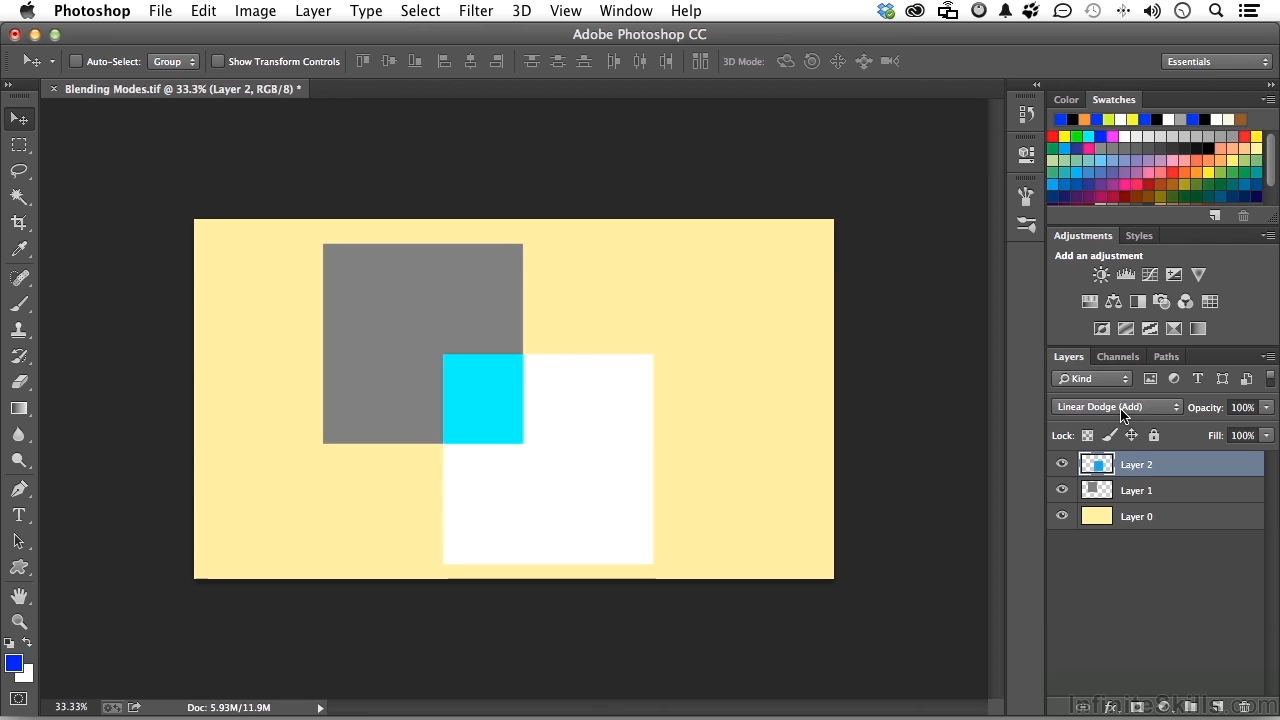 Photoshop File Edit Image Layer Type Select Filter 3D View Window Help
Adobe Photoshop CC
Auto-Select: Group Show Transform Controls 3D Mode: Essentials
× Blending Modes.tif @ 33.3% (Layer 2, RGB/8) *
Color Swatches
Adjustments Styles
Add an adjustment
Layers Channels Paths
Kind T
Linear Dodge (Add) Opacity: 100%
Lock: Fill: 100%
Layer 2
Layer 1
Layer 0
T
33.33% Doc: 5.93M/11.9M
fx
InfiniteSkills.com